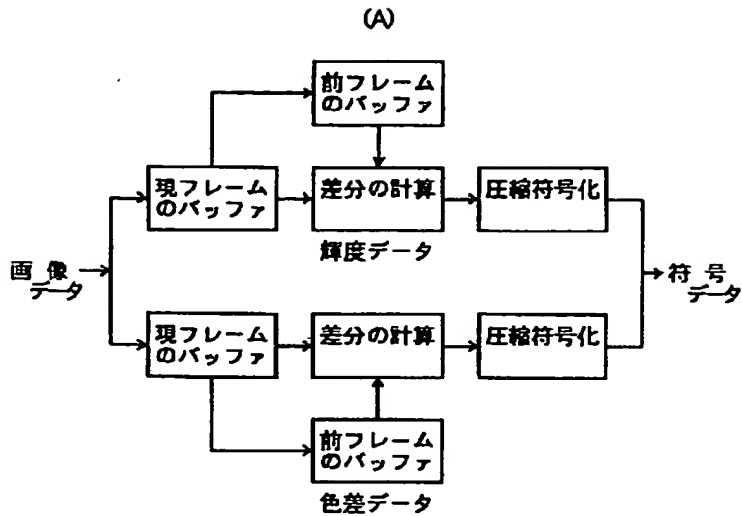 (A)
前フレーム
のバッファ
現フレーム
のバッファ
差分の計算
圧縮符号化
輝度データ
画像
データ
符号
データ
現フレーム
のバッファ
差分の計算
圧縮符号化
前フレーム
のバッファ
色差データ